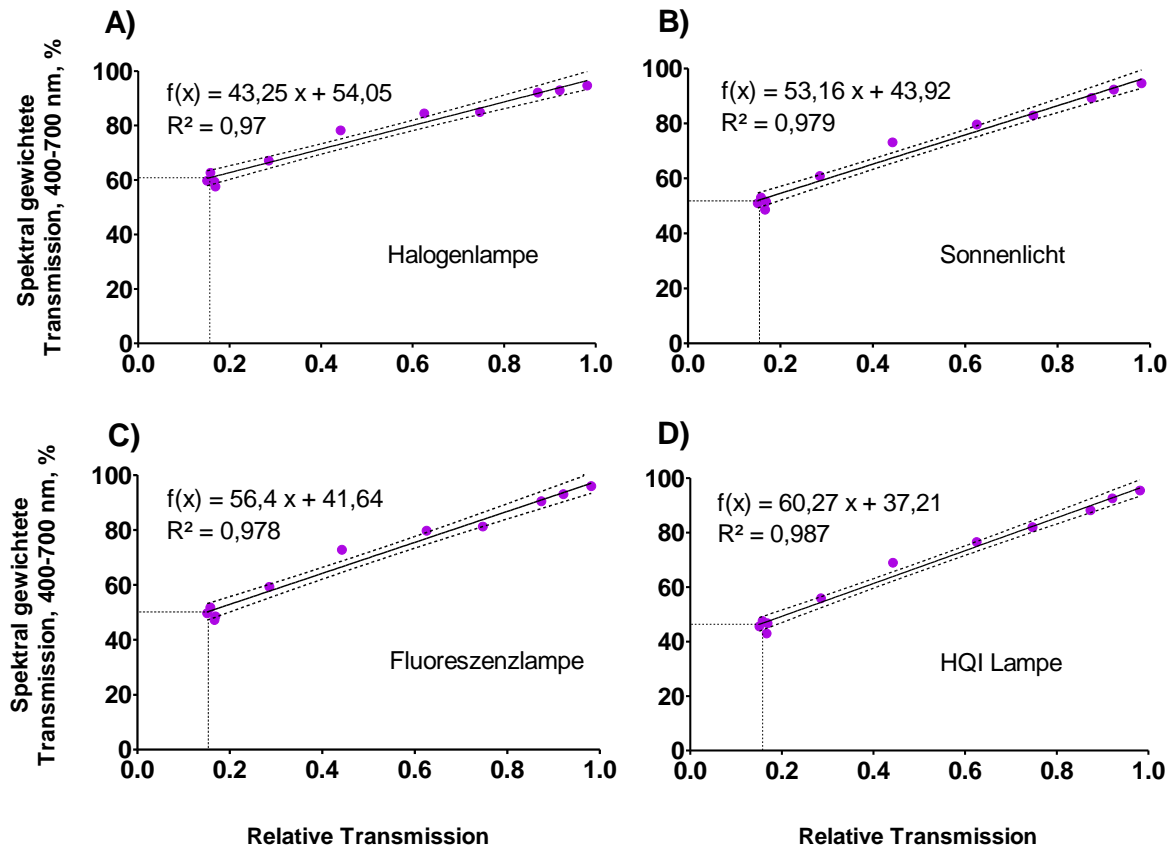 A)
Spektral gewichtete
Transmission, 400-700 nm, %
100
80
60
40
20
0
f(x) = 43,25 x + 54,05
R² = 0,97
Halogenlampe
0.0 0.2 0.4 0.6 0.8 1.0
B)
100
80
60
40
20
0
f(x) = 53,16 x + 43,92
R² = 0,979
Sonnenlicht
0.0 0.2 0.4 0.6 0.8 1.0
C)
Spektral gewichtete
Transmission, 400-700 nm, %
100
80
60
40
20
0
f(x) = 56,4 x + 41,64
R² = 0,978
Fluoreszenzlampe
0.0 0.2 0.4 0.6 0.8 1.0
Relative Transmission
D)
100
80
60
40
20
0
f(x) = 60,27 x + 37,21
R² = 0,987
HQI Lampe
0.0 0.2 0.4 0.6 0.8 1.0
Relative Transmission